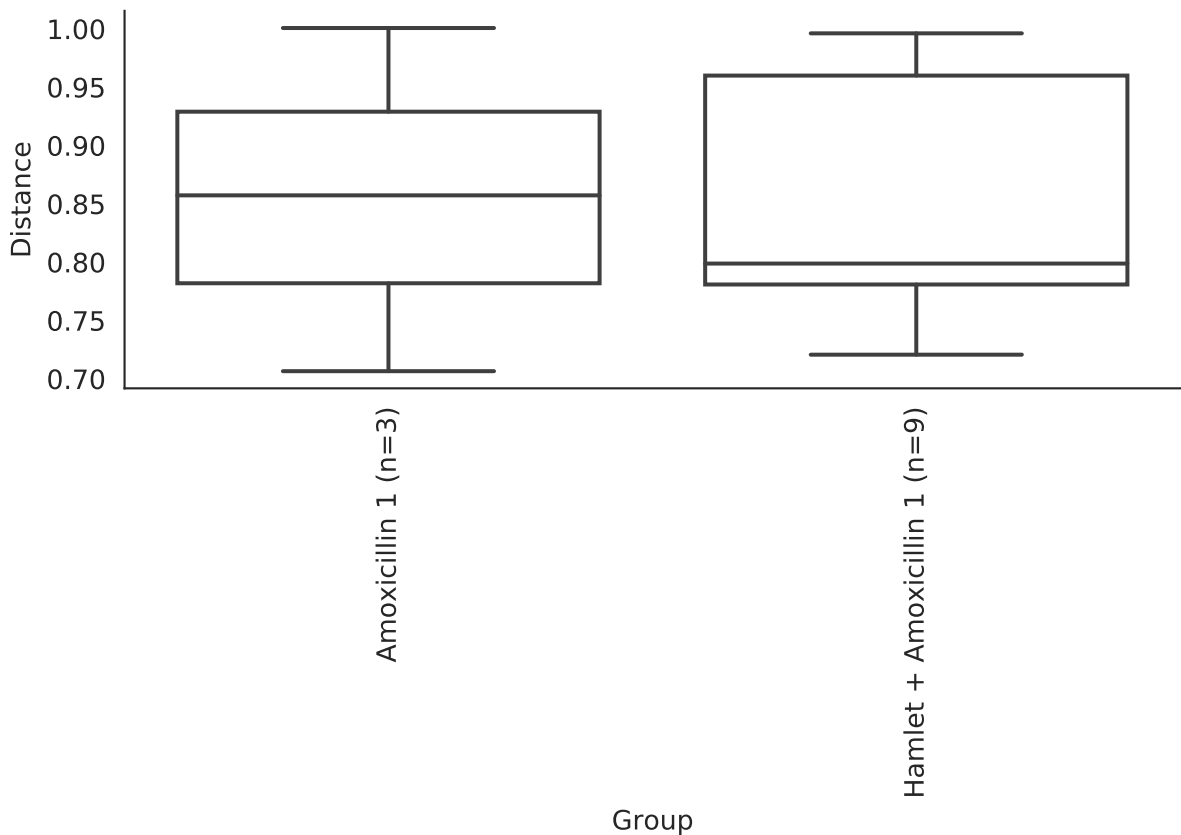 1.00
0.95
0.90
0.85
0.80
0.75
0.70
Distance
Amoxicillin 1 (n=3)
Hamlet + Amoxicillin 1 (n=9)
Group